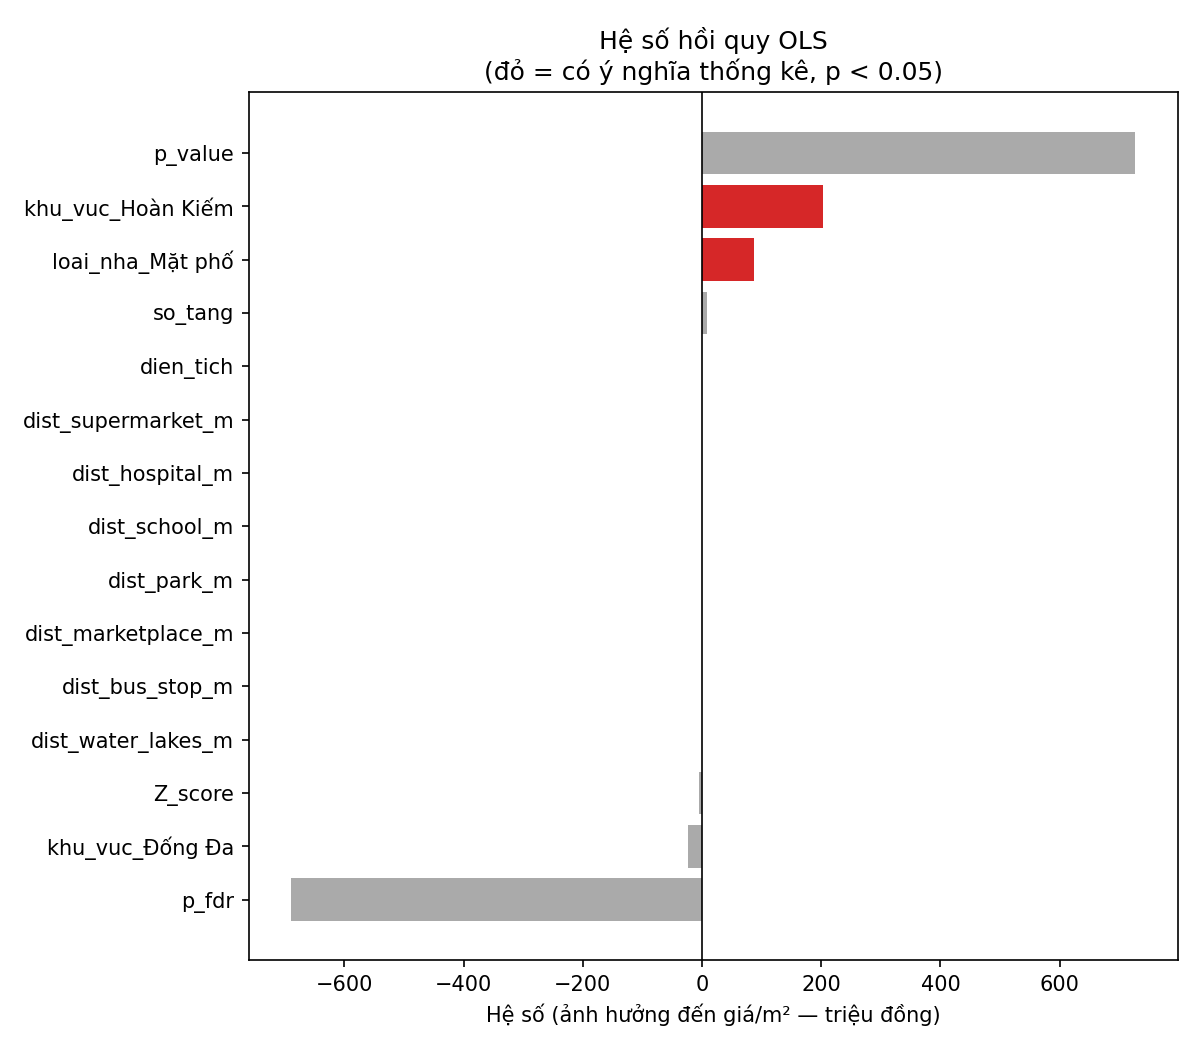 Hệ số hồi quy OLS
(đỏ = có ý nghĩa thống kê, p < 0.05)
p_value
khu_vuc_Hoàn Kiếm
loai_nha_Mặt phố
so_tang
dien_tich
dist_supermarket_m
dist_hospital_m
dist_school_m
dist_park_m
dist_marketplace_m
dist_bus_stop_m
dist_water_lakes_m
Z_score
khu_vuc_Đống Đa
p_fdr
−600 −400 −200 0 200 400 600
Hệ số (ảnh hưởng đến giá/m² — triệu đồng)